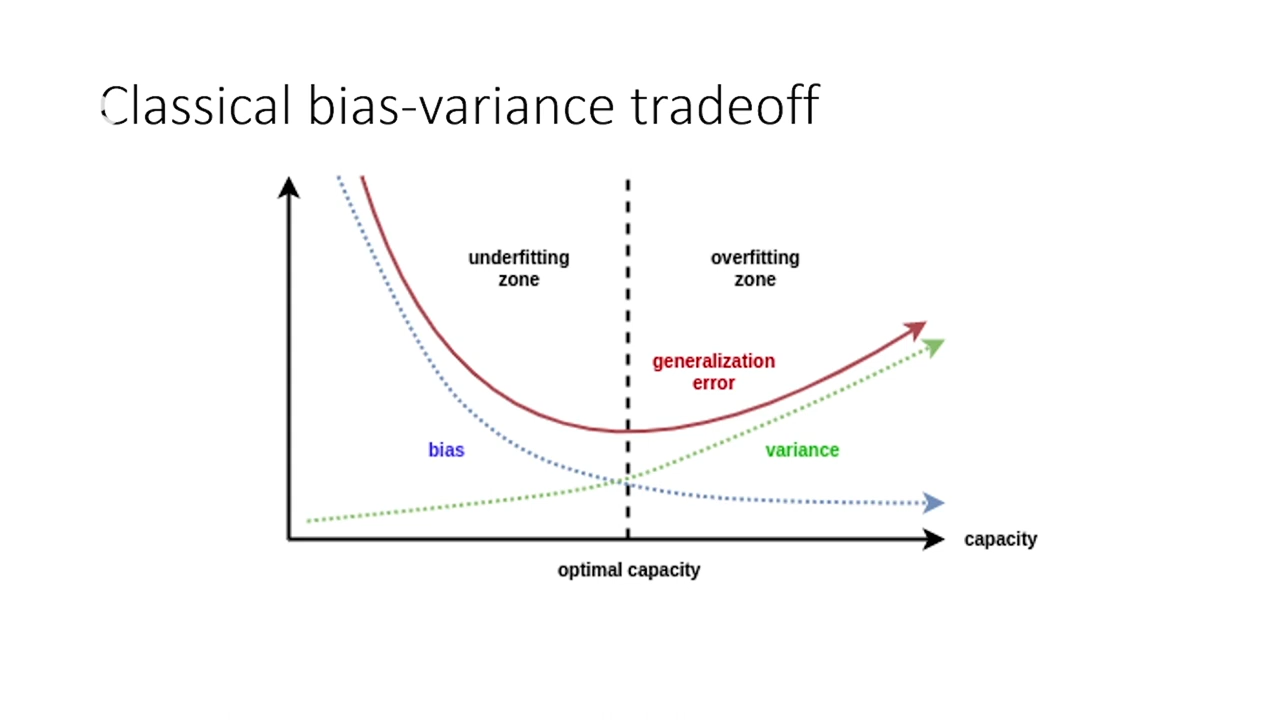 Classical bias-variance tradeoff
underfitting
zone
overfitting
zone
generalization
error
bias
variance
capacity
optimal capacity